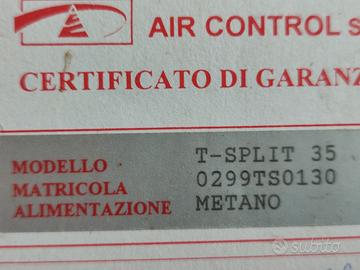 AIR CONTROL s
CERTIFICATO DI GARANZ
MODELLO T-SPLIT 35
MATRICOLA 0299TS0130
ALIMENTAZIONE METANO
subito